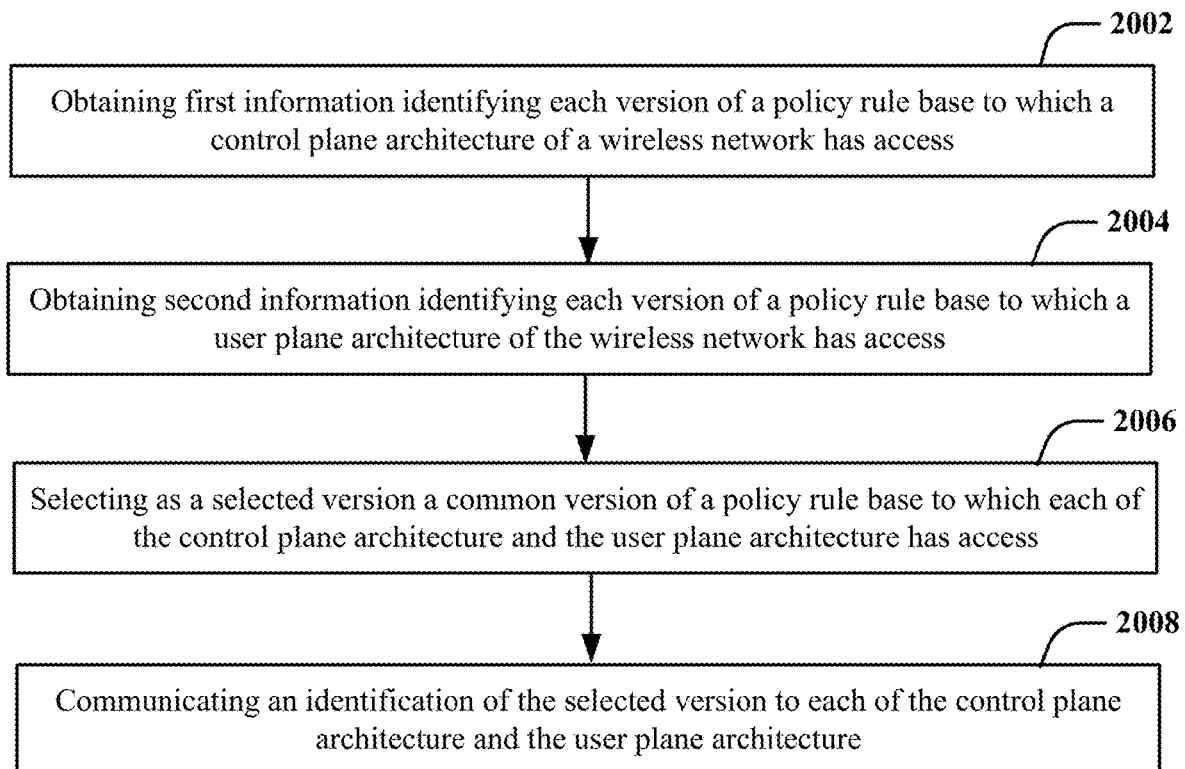 2002
Obtaining first information identifying each version of a policy rule base to which a
control plane architecture of a wireless network has access
2004
Obtaining second information identifying each version of a policy rule base to which a
user plane architecture of the wireless network has access
2006
Selecting as a selected version a common version of a policy rule base to which each of
the control plane architecture and the user plane architecture has access
2008
Communicating an identification of the selected version to each of the control plane
architecture and the user plane architecture